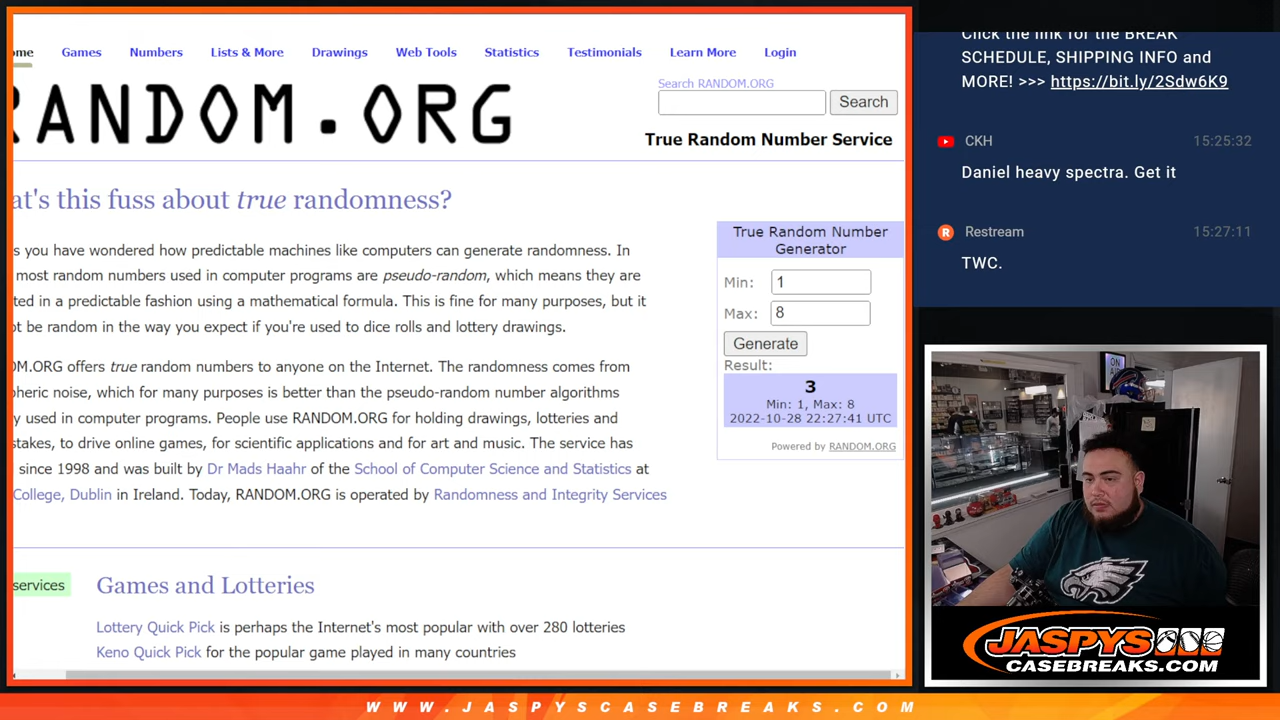 ome Games Numbers Lists & More Drawings Web Tools Statistics Testimonials Learn More Login
RANDOM.ORG
Search RANDOM.ORG
Search
True Random Number Service
at's this fuss about true randomness?
s you have wondered how predictable machines like computers can generate randomness. In
most random numbers used in computer programs are pseudo-random, which means they are
ted in a predictable fashion using a mathematical formula. This is fine for many purposes, but it
t be random in the way you expect if you're used to dice rolls and lottery drawings.
OM.ORG offers true random numbers to anyone on the Internet. The randomness comes from
pheric noise, which for many purposes is better than the pseudo-random number algorithms
y used in computer programs. People use RANDOM.ORG for holding drawings, lotteries and
stakes, to drive online games, for scientific applications and for art and music. The service has
since 1998 and was built by Dr Mads Haahr of the School of Computer Science and Statistics at
College, Dublin in Ireland. Today, RANDOM.ORG is operated by Randomness and Integrity Services
True Random Number
Generator
Min: 1
Max: 8
Generate
Result:
3
Min: 1, Max: 8
2022-10-28 22:27:41 UTC
Powered by RANDOM.ORG
services
Games and Lotteries
Lottery Quick Pick is perhaps the Internet's most popular with over 280 lotteries
Keno Quick Pick for the popular game played in many countries
Click the link for the BREAK
SCHEDULE, SHIPPING INFO and
MORE! >>> https://bit.ly/2Sdw6K9
CKH 15:25:32
Daniel heavy spectra. Get it
Restream 15:27:11
TWC.
ON
AIR
JASPYS
CASEBREAKS.COM
WWW.JASPYSCASEBREAKS.COM